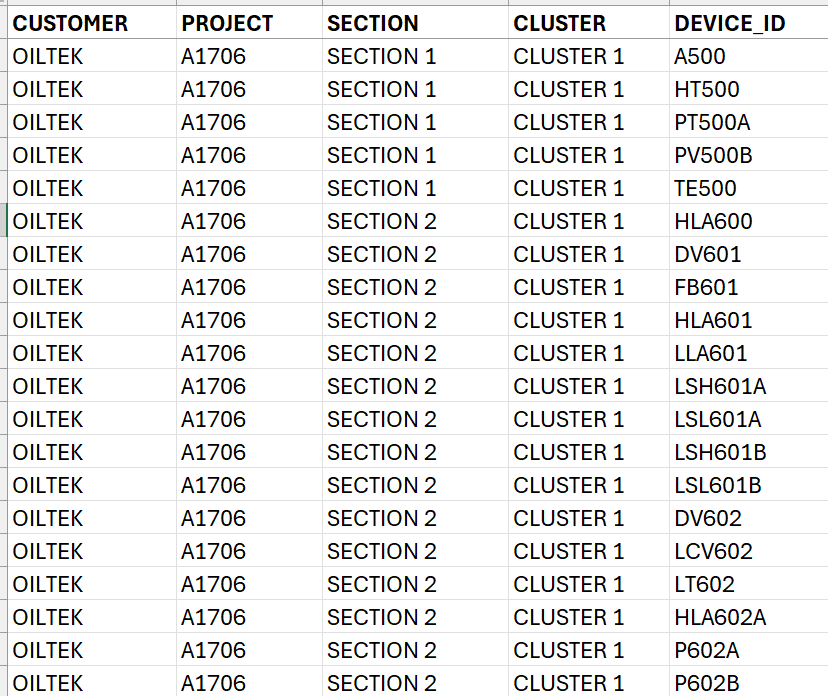 CUSTOMER PROJECT SECTION CLUSTER DEVICE_ID
OILTEK A1706 SECTION 1 CLUSTER 1 A500
OILTEK A1706 SECTION 1 CLUSTER 1 HT500
OILTEK A1706 SECTION 1 CLUSTER 1 PT500A
OILTEK A1706 SECTION 1 CLUSTER 1 PV500B
OILTEK A1706 SECTION 1 CLUSTER 1 TE500
OILTEK A1706 SECTION 2 CLUSTER 1 HLA600
OILTEK A1706 SECTION 2 CLUSTER 1 DV601
OILTEK A1706 SECTION 2 CLUSTER 1 FB601
OILTEK A1706 SECTION 2 CLUSTER 1 HLA601
OILTEK A1706 SECTION 2 CLUSTER 1 LLA601
OILTEK A1706 SECTION 2 CLUSTER 1 LSH601A
OILTEK A1706 SECTION 2 CLUSTER 1 LSL601A
OILTEK A1706 SECTION 2 CLUSTER 1 LSH601B
OILTEK A1706 SECTION 2 CLUSTER 1 LSL601B
OILTEK A1706 SECTION 2 CLUSTER 1 DV602
OILTEK A1706 SECTION 2 CLUSTER 1 LCV602
OILTEK A1706 SECTION 2 CLUSTER 1 LT602
OILTEK A1706 SECTION 2 CLUSTER 1 HLA602A
OILTEK A1706 SECTION 2 CLUSTER 1 P602A
OILTEK A1706 SECTION 2 CLUSTER 1 P602B